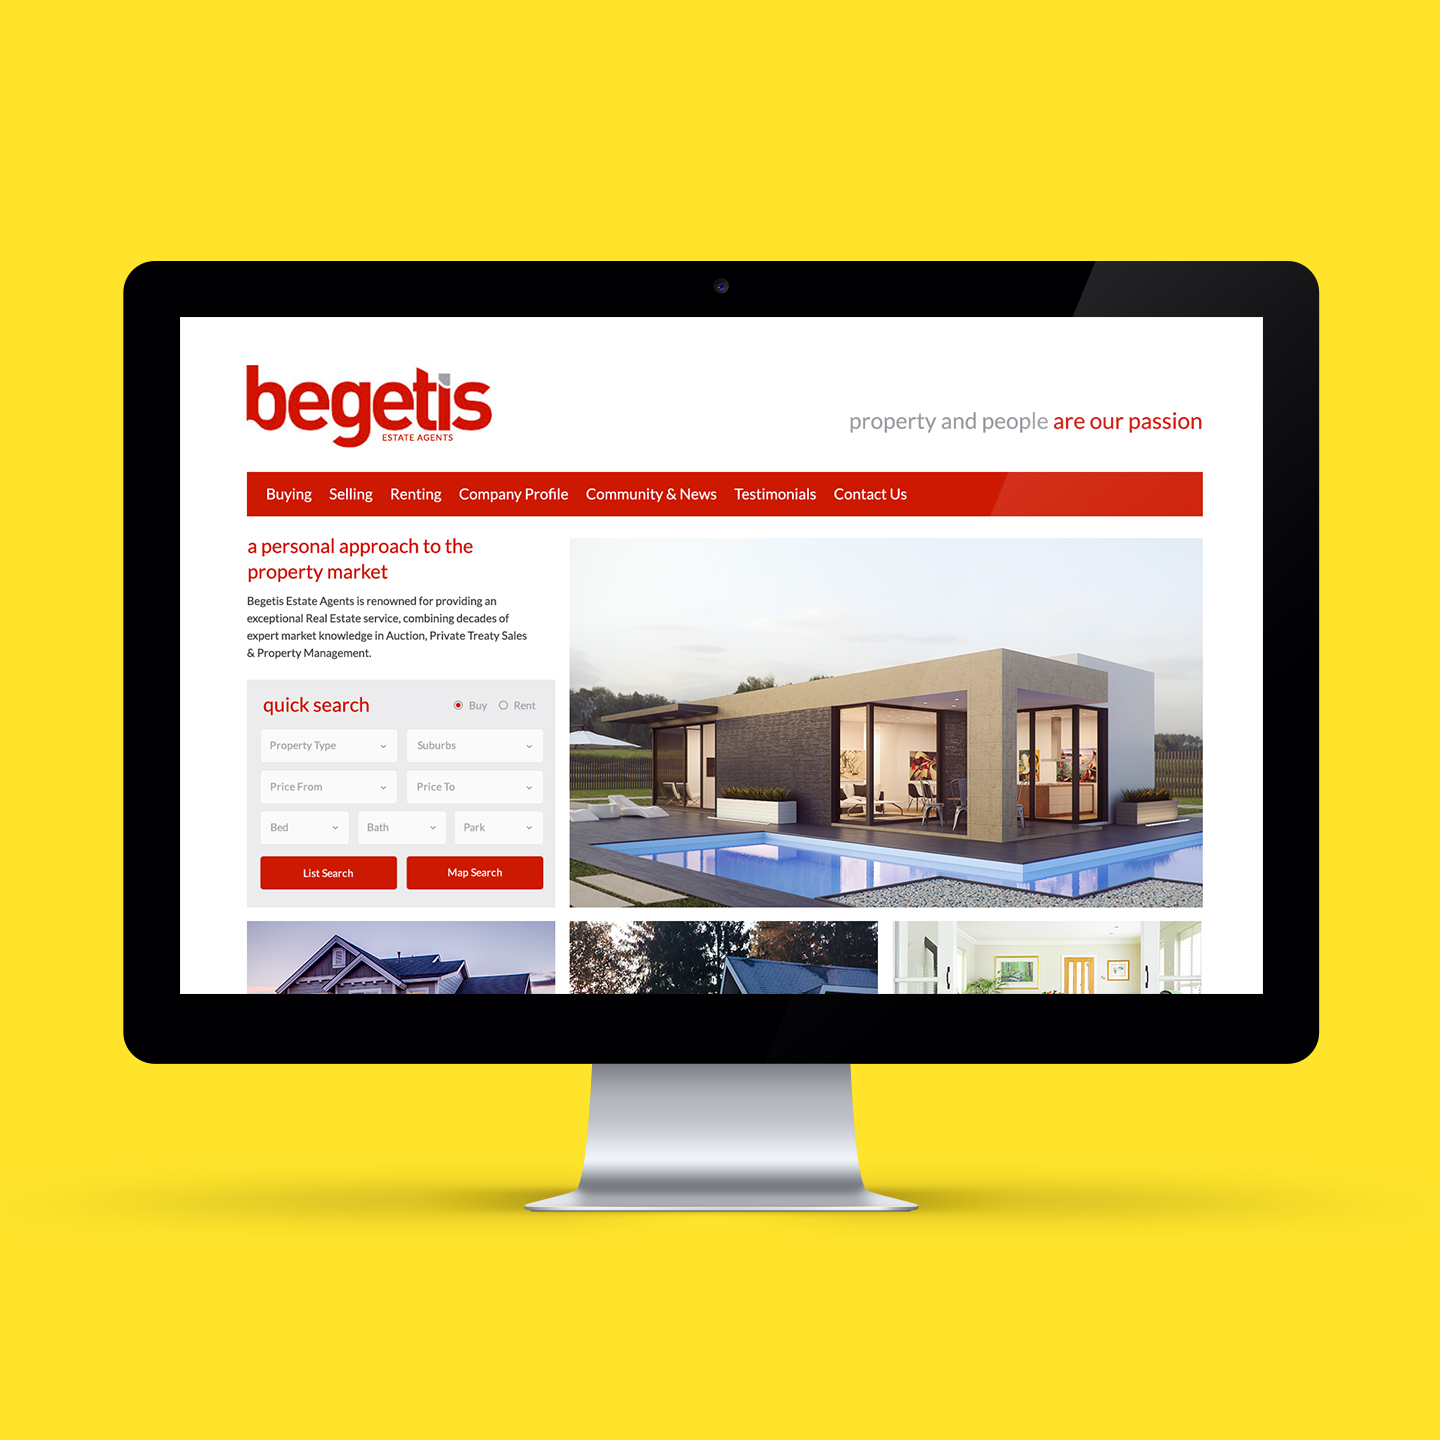 begetis
ESTATE AGENTS
property and people are our passion
Buying Selling Renting Company Profile Community & News Testimonials Contact Us
a personal approach to the
property market
Begetis Estate Agents is renowned for providing an
exceptional Real Estate service, combining decades of
expert market knowledge in Auction, Private Treaty Sales
& Property Management.
quick search Buy Rent
Property Type Suburbs
Price From Price To
Bed Bath Park
List Search Map Search